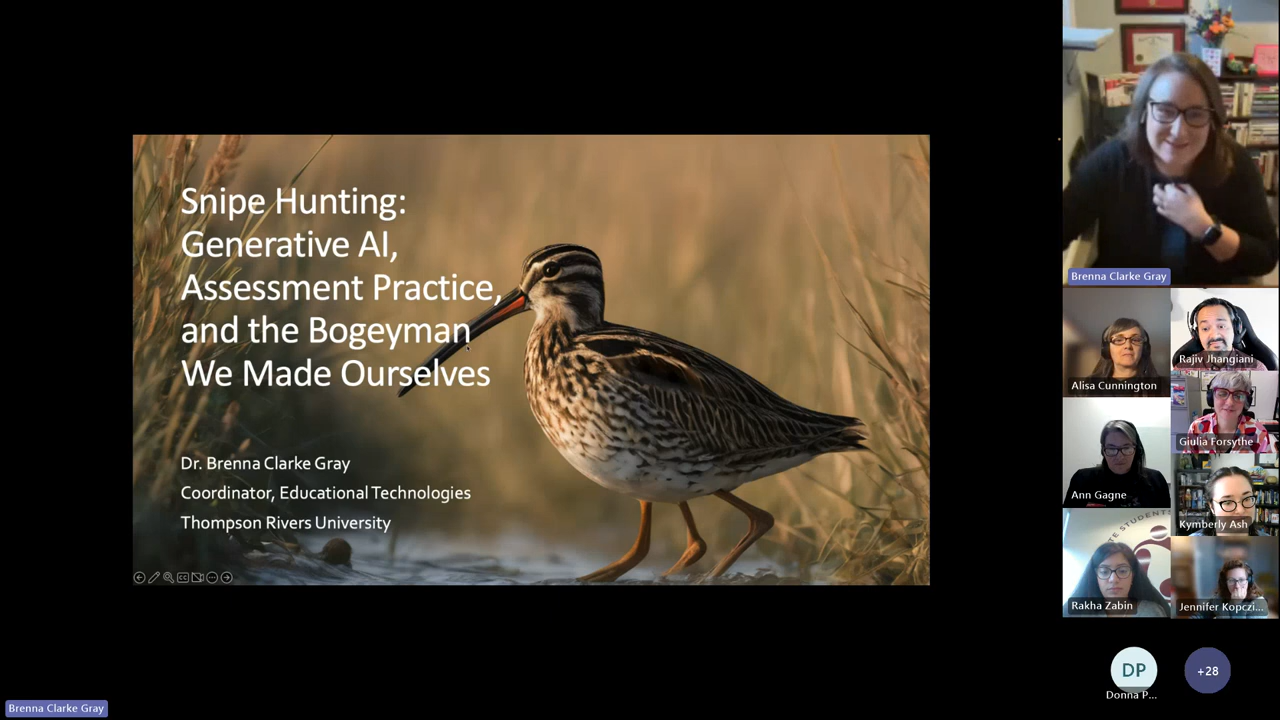 Snipe Hunting:
Generative AI,
Assessment Practice,
and the Bogeyman
We Made Ourselves
Dr. Brenna Clarke Gray
Coordinator, Educational Technologies
Thompson Rivers University
Brenna Clarke Gray
Alisa Cunnington
Rajiv Jhangiani
Giulia Forsythe
Ann Gagne
Kymberly Ash
TE STUDENTS
Rakha Zabin
Jennifer Kopczi...
DP
Donna P...
+28
Brenna Clarke Gray